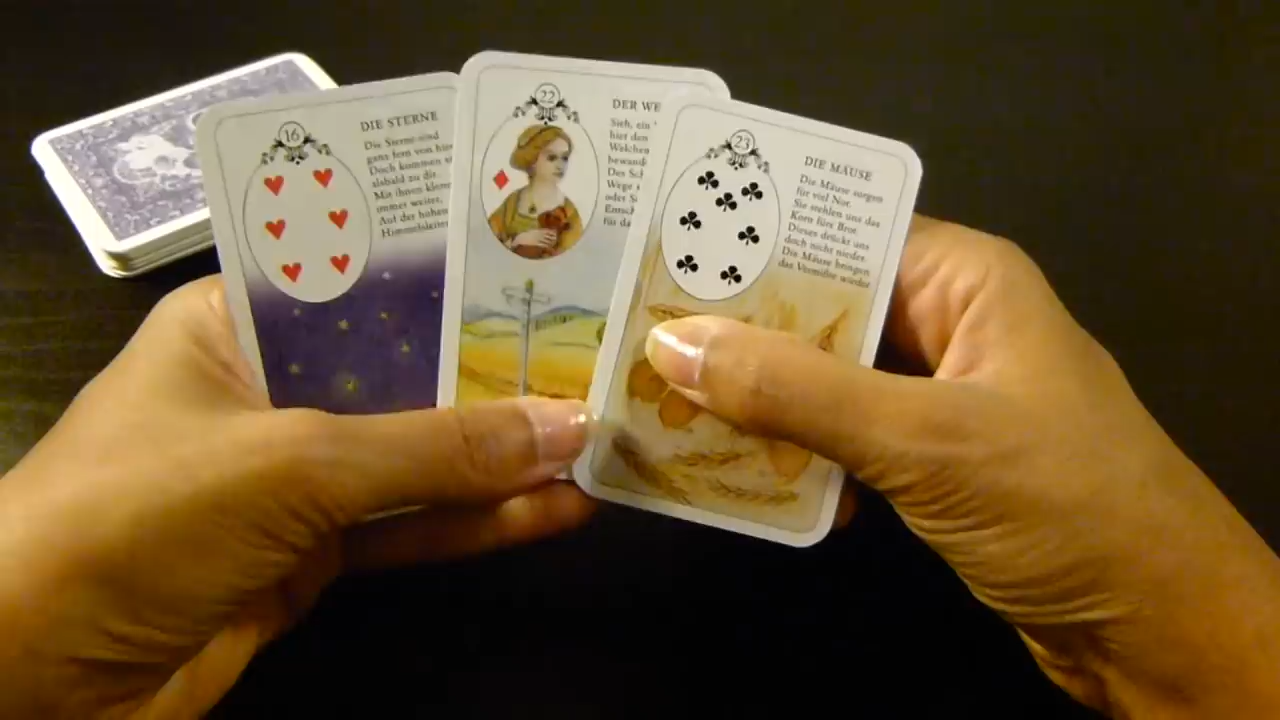 16
DIE STERNE
Die Sterne sind
ganz fern von hier
Doch kommen
alsbald zu dir.
Mit ihnen
immer weiter,
Auf der hohen
Himmelsleiter
22
DER WE
Sieh, ein
hier den
Welchen
bewand
Des Sch
Wege
oder
Entsch
für da
23
DIE MÄUSE
Die Mäuse sorgen
für viel Not.
Sie stehlen uns das
Korn fürs Brot.
Dieses drückt uns
doch nicht nieder.
Die Mäuse bringen
das Vermißte wieder